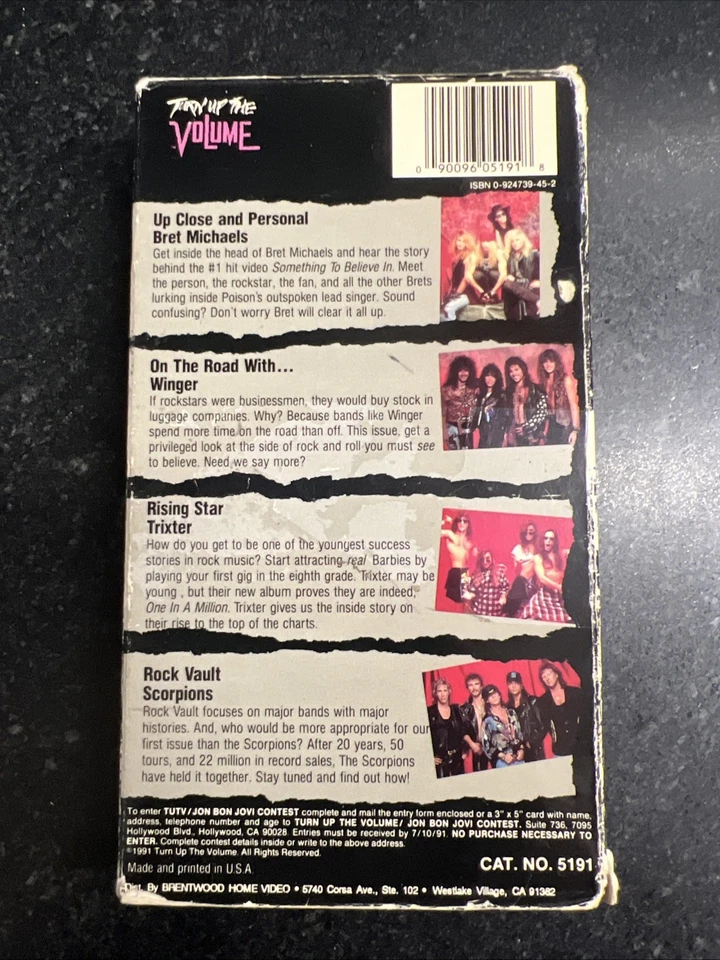 TURN UP THE
VOLUME
0 90096 05191 8
ISBN 0-924739-45-2
Up Close and Personal
Bret Michaels
Get inside the head of Bret Michaels and hear the story
behind the #1 hit video Something To Believe In. Meet
the person, the rockstar, the fan, and all the other Brets
lurking inside Poison's outspoken lead singer. Sound
confusing? Don't worry Bret will clear it all up.
On The Road With...
Winger
If rockstars were businessmen, they would buy stock in
luggage companies. Why? Because bands like Winger
spend more time on the road than off. This issue, get a
privileged look at the side of rock and roll you must see
to believe. Need we say more?
Rising Star
Trixter
How do you get to be one of the youngest success
stories in rock music? Start attracting real Barbies by
playing your first gig in the eighth grade. Trixter may be
young , but their new album proves they are indeed,
One In A Million. Trixter gives us the inside story on
their rise to the top of the charts.
Rock Vault
Scorpions
Rock Vault focuses on major bands with major
histories. And, who would be more appropriate for our
first issue than the Scorpions? After 20 years, 50
tours, and 22 million in record sales, The Scorpions
have held it together. Stay tuned and find out how!
To enter TUTV/JON BON JOVI CONTEST complete and mail the entry form enclosed or a 3" x 5" card with name,
address, telephone number and age to TURN UP THE VOLUME/ JON BON JOVI CONTEST, Suite 736, 7095
Hollywood Blvd., Hollywood, CA 90028. Entries must be received by 7/10/91. NO PURCHASE NECESSARY TO
ENTER. Complete contest details inside or write to the above address.
©1991 Turn Up The Volume. All Rights Reserved.
Made and printed in U.S.A.
CAT. NO. 5191
Dist. By BRENTWOOD HOME VIDEO • 5740 Corsa Ave., Ste. 102 • Westlake Village, CA 91362